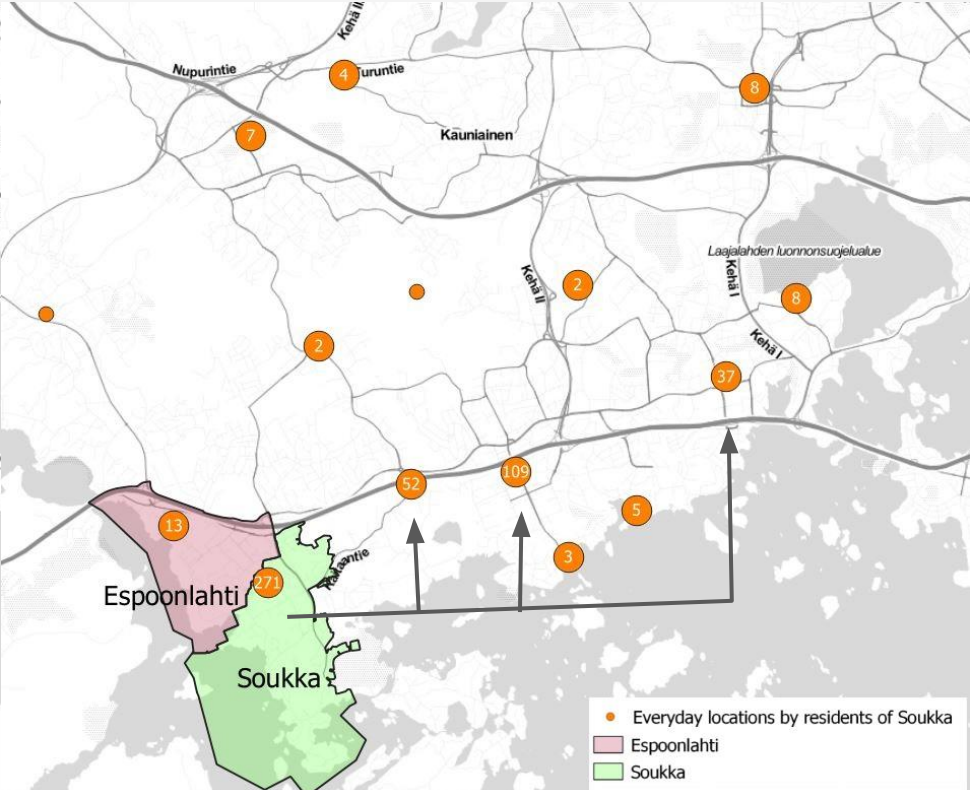 Kehä II
Nupurintie
4
Turuntie
8
7
Kauniainen
Laajalahden luonnonsuojelualue
Kehä II
2
Kehä I
8
2
Kehä I
37
109
52
5
13
3
271
Espoonlahti
Soukka
Everyday locations by residents of Soukka
Espoonlahti
Soukka